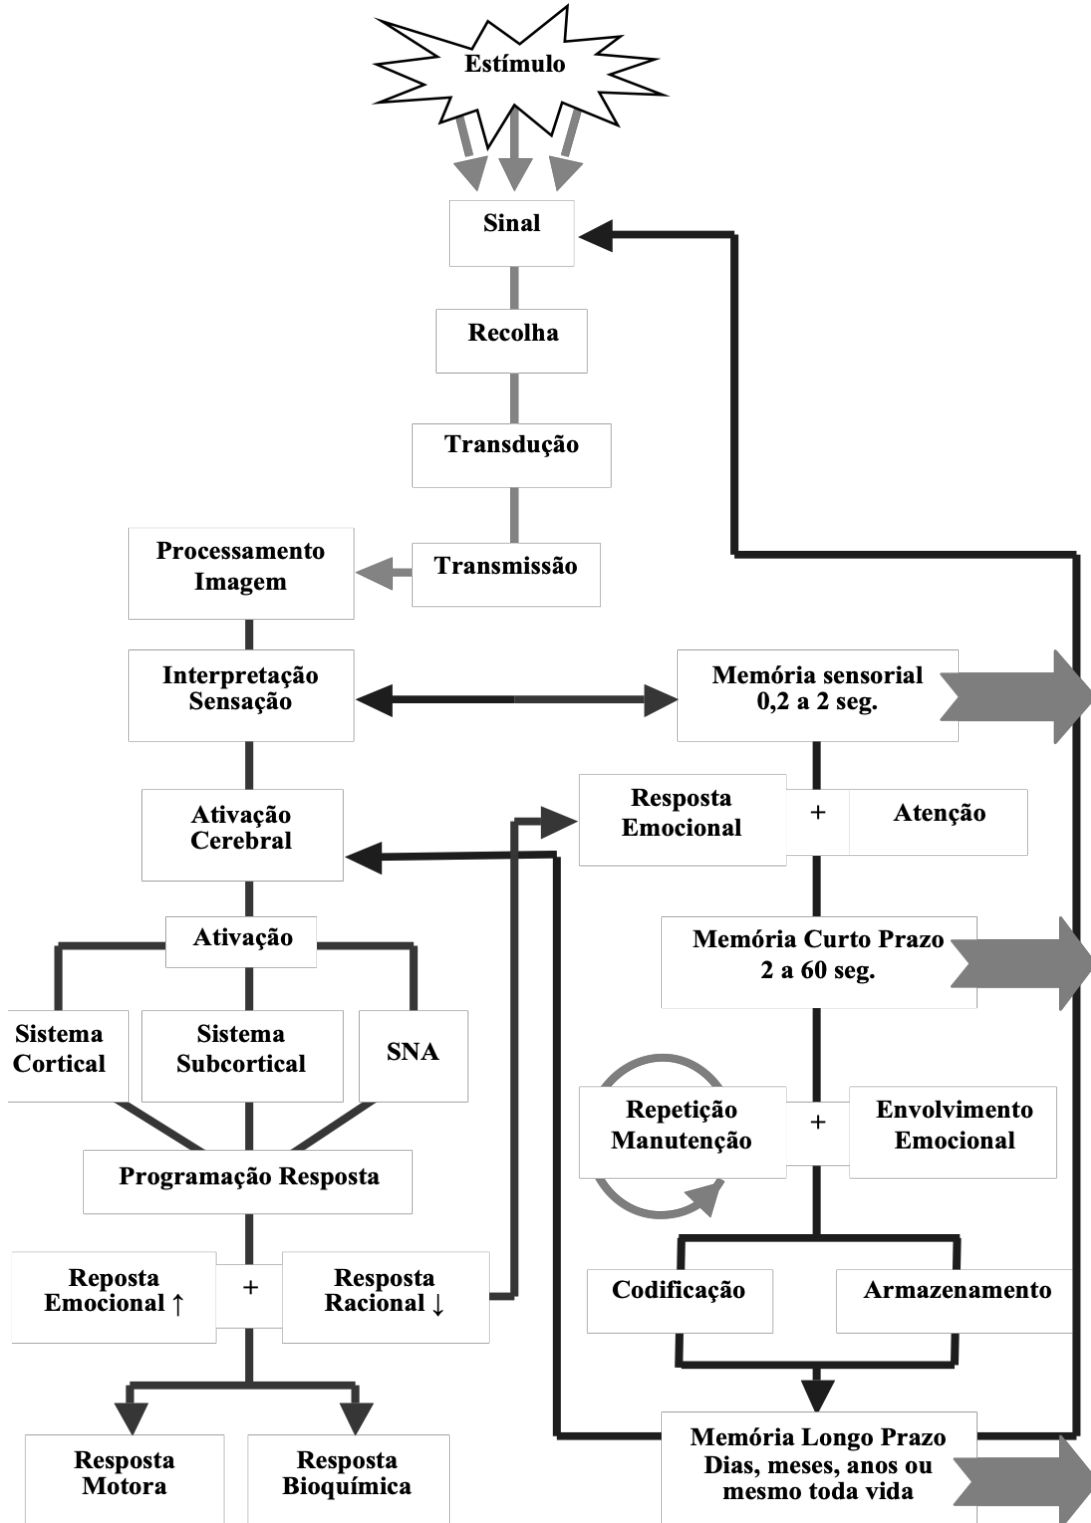 Estímulo
Sinal
Recolha
Transdução
Transmissão
Processamento
Imagem
Interpretação
Sensação
Memória sensorial
0,2 a 2 seg.
Ativação
Cerebral
Resposta
Emocional
+
Atenção
Ativação
Memória Curto Prazo
2 a 60 seg.
Sistema
Cortical
Sistema
Subcortical
SNA
Repetição
Manutenção
+
Envolvimento
Emocional
Programação Resposta
Reposta
Emocional ↑
+
Resposta
Racional ↓
Codificação
Armazenamento
Resposta
Motora
Resposta
Bioquímica
Memória Longo Prazo
Dias, meses, anos ou
mesmo toda vida